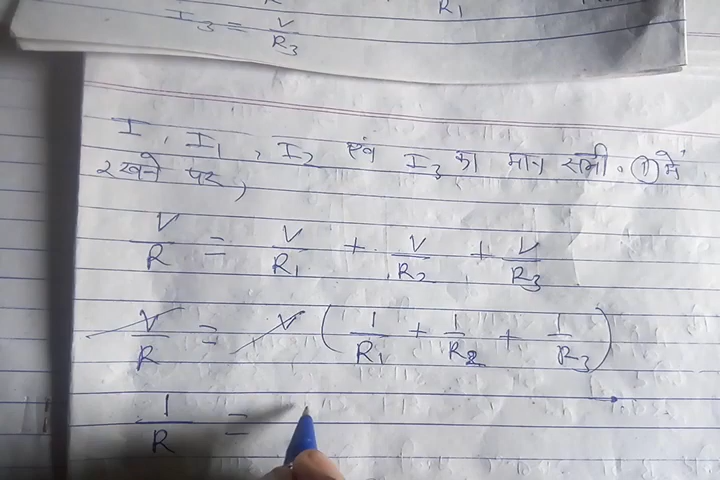 R₁
I₃ = V/R₃
I, I₁, I₂ एवं I₃ का मान समी. ① में
रखने पर,
V/R = V/R₁ + V/R₂ + V/R₃
V/R = V (1/R₁ + 1/R₂ + 1/R₃)
1/R =